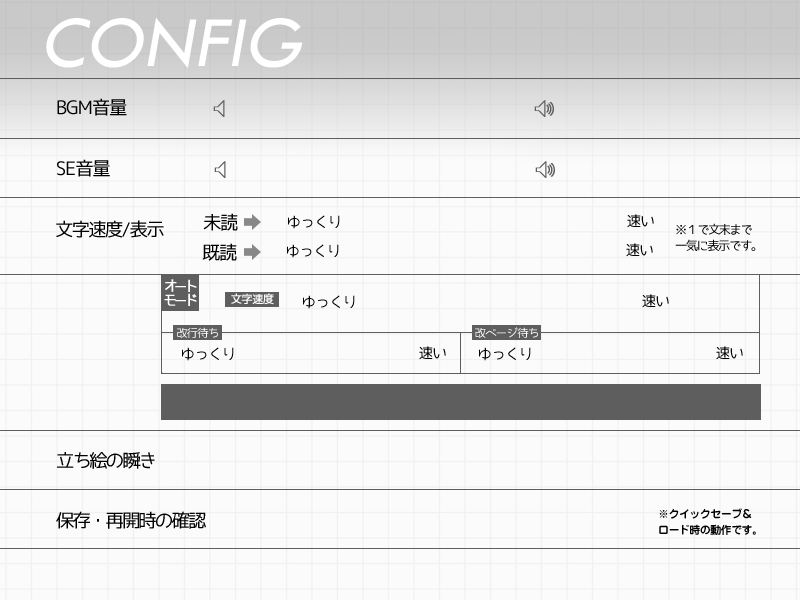 CONFIG
BGM音量
SE音量
文字速度/表示
未読 ゆっくり 速い
既読 ゆっくり 速い
※1で文末まで
一気に表示です。
オート
モード
文字速度 ゆっくり 速い
改行待ち
ゆっくり 速い
改ページ待ち
ゆっくり 速い
立ち絵の瞬き
保存・再開時の確認
※クイックセーブ&
ロード時の動作です。